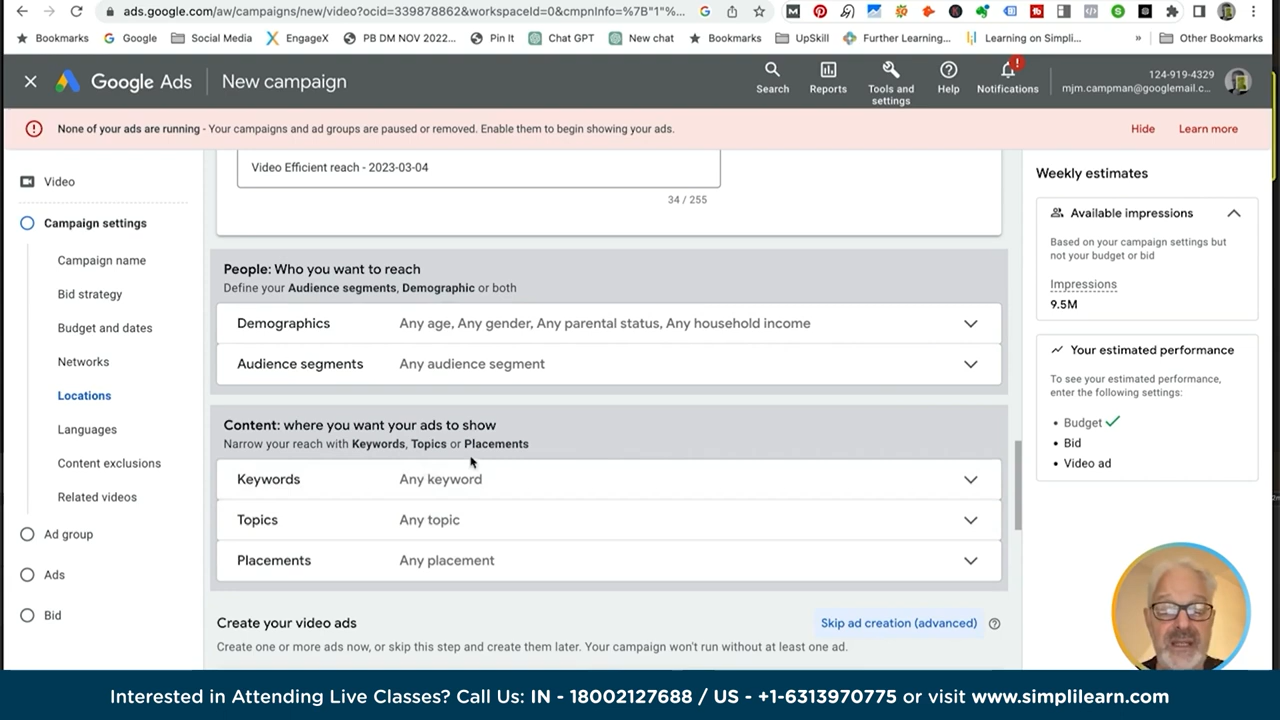 ads.google.com/aw/campaigns/new/video?ocid=339878862&workspaceId=0&cmpnInfo=%7B"1"%...
Bookmarks Google Social Media EngageX PB DM NOV 2022... Pin It Chat GPT New chat Bookmarks UpSkill Further Learning... Learning on Simpli... » Other Bookmarks
Google Ads New campaign
Search Reports Tools and settings Help Notifications
124-919-4329
mjm.campman@googlemail.c...
None of your ads are running - Your campaigns and ad groups are paused or removed. Enable them to begin showing your ads. Hide Learn more
Video
Campaign settings
Campaign name
Bid strategy
Budget and dates
Networks
Locations
Languages
Content exclusions
Related videos
Ad group
Ads
Bid
Video Efficient reach - 2023-03-04
34 / 255
People: Who you want to reach
Define your Audience segments, Demographic or both
Demographics Any age, Any gender, Any parental status, Any household income
Audience segments Any audience segment
Content: where you want your ads to show
Narrow your reach with Keywords, Topics or Placements
Keywords Any keyword
Topics Any topic
Placements Any placement
Create your video ads Skip ad creation (advanced)
Create one or more ads now, or skip this step and create them later. Your campaign won't run without at least one ad.
Weekly estimates
Available impressions
Based on your campaign settings but
not your budget or bid
Impressions
9.5M
Your estimated performance
To see your estimated performance,
enter the following settings:
• Budget
• Bid
• Video ad
Interested in Attending Live Classes? Call Us: IN - 18002127688 / US - +1-6313970775 or visit www.simplilearn.com